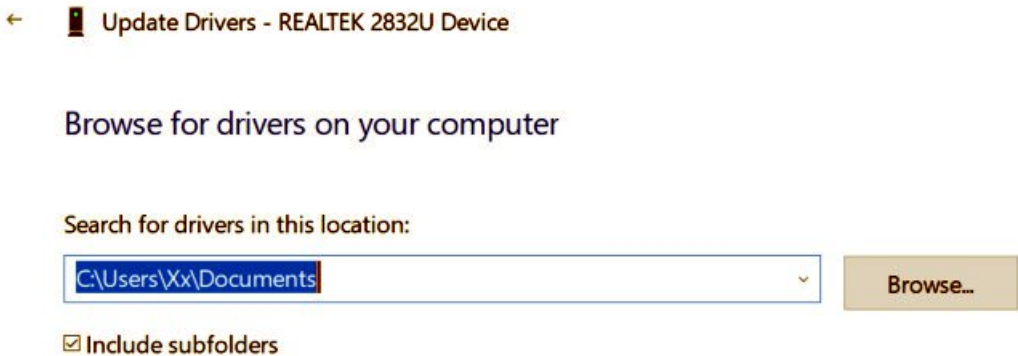 Update Drivers - REALTEK 2832U Device
Browse for drivers on your computer
Search for drivers in this location:
C:\Users\Xx\Documents
Browse...
Include subfolders